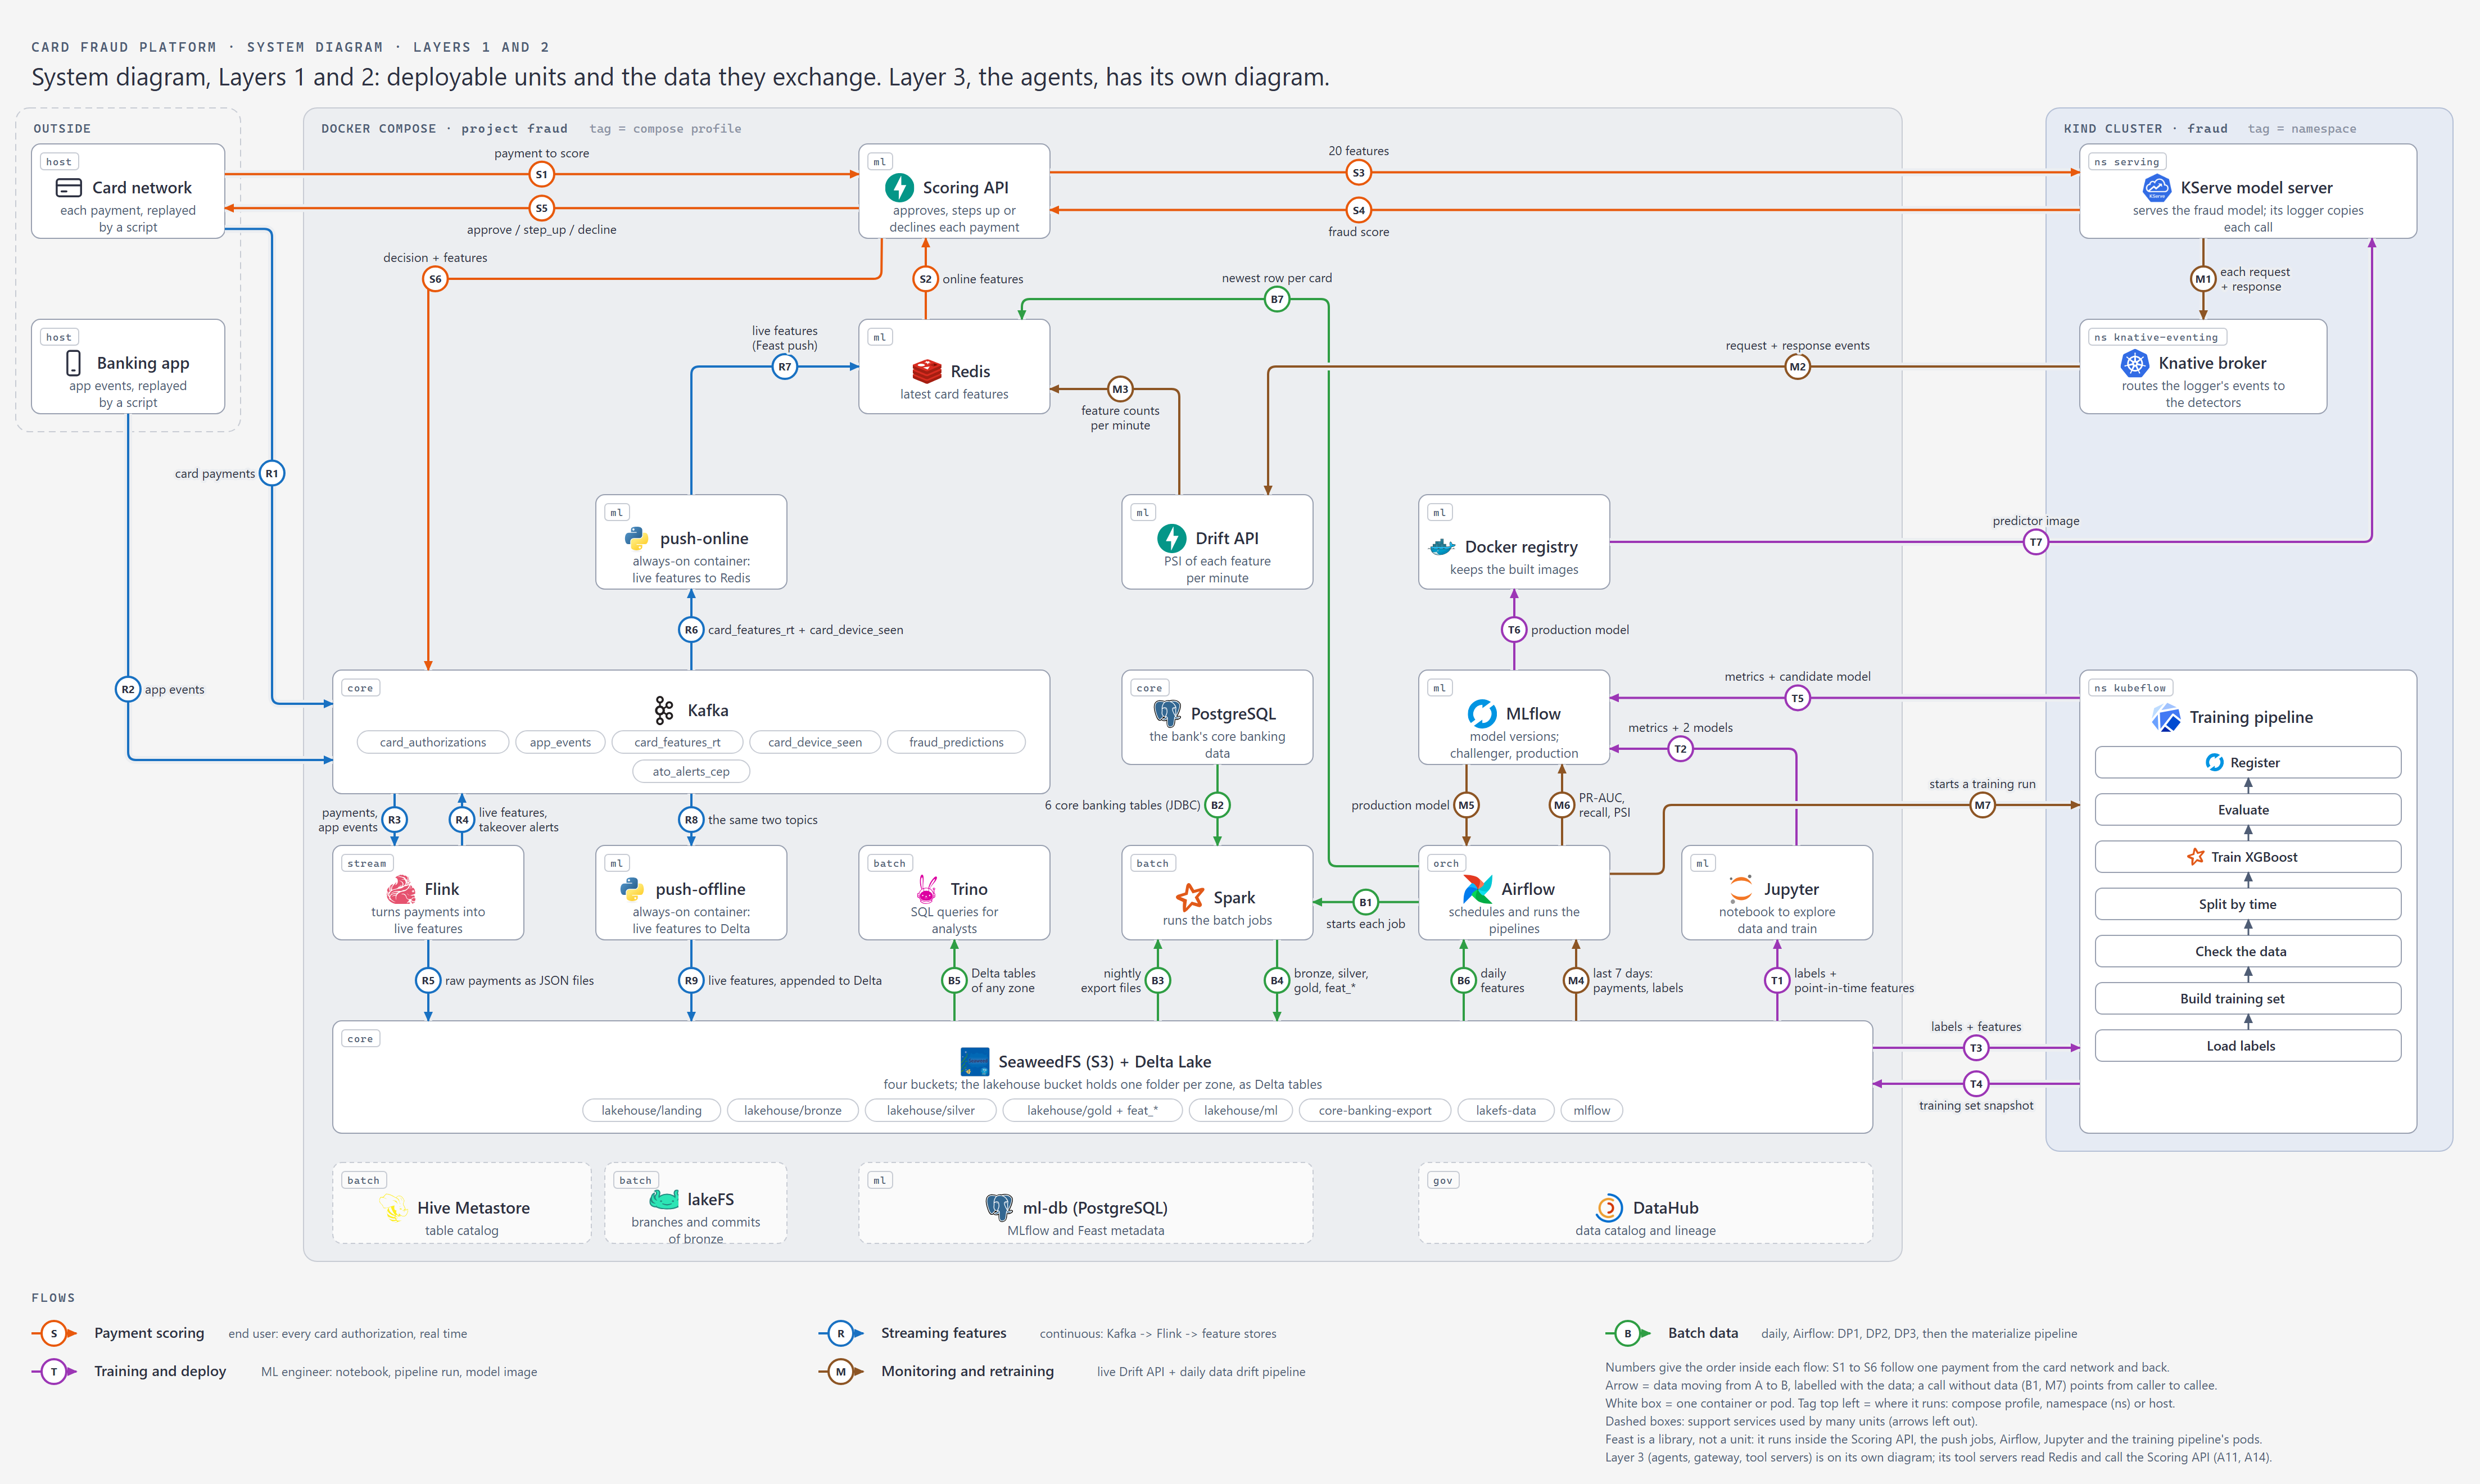 CARD FRAUD PLATFORM · SYSTEM DIAGRAM · LAYERS 1 AND 2
System diagram, Layers 1 and 2: deployable units and the data they exchange. Layer 3, the agents, has its own diagram.
OUTSIDE
host
Card network
each payment, replayed
by a script
host
Banking app
app events, replayed
by a script
DOCKER COMPOSE · project fraud tag = compose profile
payment to score
S1
S5
approve / step_up / decline
decision + features
S6
ml
Scoring API
approves, steps up or
declines each payment
S2
online features
20 features
S3
S4
fraud score
newest row per card
B7
live features
(Feast push)
R7
ml
Redis
latest card features
M3
feature counts
per minute
request + response events
M2
KIND CLUSTER · fraud tag = namespace
ns serving
KServe model server
serves the fraud model; its logger copies
each call
M1
each request
+ response
ns knative-eventing
Knative broker
routes the logger's events to
the detectors
card payments
R1
R2
app events
ml
push-online
always-on container:
live features to Redis
ml
Drift API
PSI of each feature
per minute
ml
Docker registry
keeps the built images
predictor image
T7
R6
card_features_rt + card_device_seen
T6
production model
core
Kafka
card_authorizations
app_events
card_features_rt
card_device_seen
fraud_predictions
ato_alerts_cep
core
PostgreSQL
the bank's core banking
data
ml
MLflow
model versions;
challenger, production
metrics + candidate model
T5
metrics + 2 models
T2
payments,
app events
R3
R4
live features,
takeover alerts
R8
the same two topics
6 core banking tables (JDBC)
B2
production model
M5
M6
PR-AUC,
recall, PSI
starts a training run
M7
stream
Flink
turns payments into
live features
ml
push-offline
always-on container:
live features to Delta
batch
Trino
SQL queries for
analysts
batch
Spark
runs the batch jobs
B1
starts each job
orch
Airflow
schedules and runs the
pipelines
ml
Jupyter
notebook to explore
data and train
R5
raw payments as JSON files
R9
live features, appended to Delta
B5
Delta tables
of any zone
nightly
export files
B3
B4
bronze, silver,
gold, feat_*
B6
daily
features
M4
last 7 days:
payments, labels
T1
labels +
point-in-time features
ns kubeflow
Training pipeline
Register
Evaluate
Train XGBoost
Split by time
Check the data
Build training set
Load labels
labels + features
T3
T4
training set snapshot
core
SeaweedFS (S3) + Delta Lake
four buckets; the lakehouse bucket holds one folder per zone, as Delta tables
lakehouse/landing
lakehouse/bronze
lakehouse/silver
lakehouse/gold + feat_*
lakehouse/ml
core-banking-export
lakefs-data
mlflow
batch
Hive Metastore
table catalog
batch
lakeFS
branches and commits
of bronze
ml
ml-db (PostgreSQL)
MLflow and Feast metadata
gov
DataHub
data catalog and lineage
FLOWS
S
Payment scoring
end user: every card authorization, real time
T
Training and deploy
ML engineer: notebook, pipeline run, model image
R
Streaming features
continuous: Kafka -> Flink -> feature stores
M
Monitoring and retraining
live Drift API + daily data drift pipeline
B
Batch data
daily, Airflow: DP1, DP2, DP3, then the materialize pipeline
Numbers give the order inside each flow: S1 to S6 follow one payment from the card network and back.
Arrow = data moving from A to B, labelled with the data; a call without data (B1, M7) points from caller to callee.
White box = one container or pod. Tag top left = where it runs: compose profile, namespace (ns) or host.
Dashed boxes: support services used by many units (arrows left out).
Feast is a library, not a unit: it runs inside the Scoring API, the push jobs, Airflow, Jupyter and the training pipeline's pods.
Layer 3 (agents, gateway, tool servers) is on its own diagram; its tool servers read Redis and call the Scoring API (A11, A14).